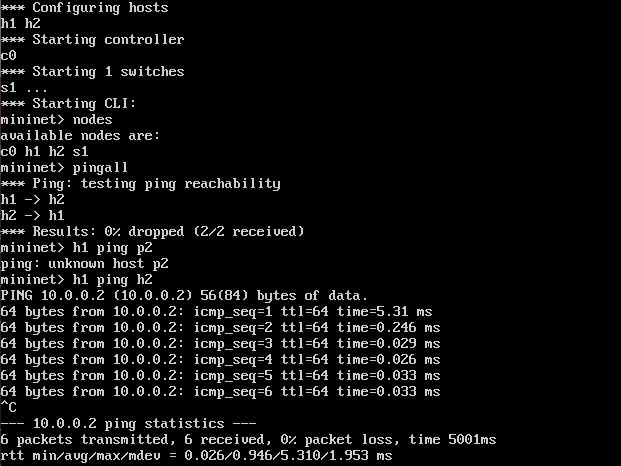 *** Configuring hosts
h1 h2
*** Starting controller
c0
*** Starting 1 switches
s1 ...
*** Starting CLI:
mininet> nodes
available nodes are:
c0 h1 h2 s1
mininet> pingall
*** Ping: testing ping reachability
h1 -> h2
h2 -> h1
*** Results: 0% dropped (2/2 received)
mininet> h1 ping p2
ping: unknown host p2
mininet> h1 ping h2
PING 10.0.0.2 (10.0.0.2) 56(84) bytes of data.
64 bytes from 10.0.0.2: icmp_seq=1 ttl=64 time=5.31 ms
64 bytes from 10.0.0.2: icmp_seq=2 ttl=64 time=0.246 ms
64 bytes from 10.0.0.2: icmp_seq=3 ttl=64 time=0.029 ms
64 bytes from 10.0.0.2: icmp_seq=4 ttl=64 time=0.026 ms
64 bytes from 10.0.0.2: icmp_seq=5 ttl=64 time=0.033 ms
64 bytes from 10.0.0.2: icmp_seq=6 ttl=64 time=0.033 ms
^C
--- 10.0.0.2 ping statistics ---
6 packets transmitted, 6 received, 0% packet loss, time 5001ms
rtt min/avg/max/mdev = 0.026/0.946/5.310/1.953 ms